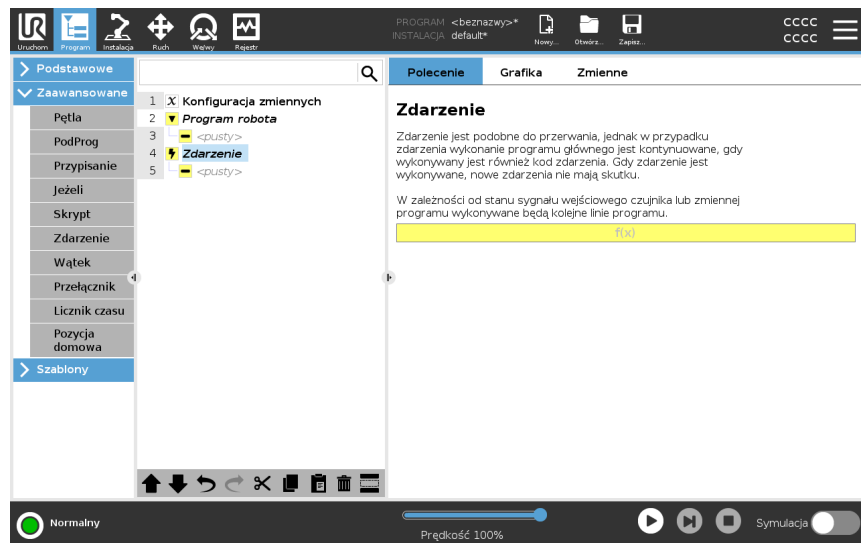 UR
Uruchom
Program
Instalacja
Ruch
We/wy
Rejestr
PROGRAM <beznazwy>*
INSTALACJA default*
Nowy...
Otwórz...
Zapisz...
CCCC
CCCC
Podstawowe
Zaawansowane
Pętla
PodProg
Przypisanie
Jeżeli
Skrypt
Zdarzenie
Wątek
Przełącznik
Licznik czasu
Pozycja
domowa
Szablony
1 X Konfiguracja zmiennych
2 Program robota
3 <pusty>
4 Zdarzenie
5 <pusty>
Polecenie Grafika Zmienne
Zdarzenie
Zdarzenie jest podobne do przerwania, jednak w przypadku
zdarzenia wykonanie programu głównego jest kontynuowane, gdy
wykonywany jest również kod zdarzenia. Gdy zdarzenie jest
wykonywane, nowe zdarzenia nie mają skutku.
W zależności od stanu sygnału wejściowego czujnika lub zmiennej
programu wykonywane będą kolejne linie programu.
f(x)
Normalny
Prędkość 100%
Symulacja